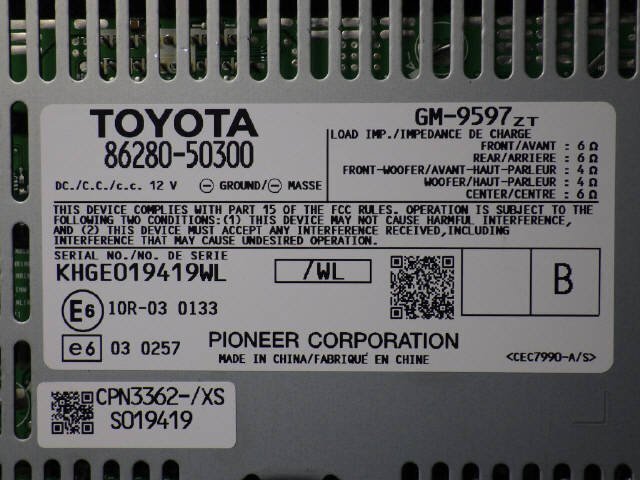 TOYOTA
86280-50300
GM-9597ZT
LOAD IMP./IMPEDANCE DE CHARGE
FRONT/AVANT : 6Ω
REAR/ARRIERE : 6Ω
FRONT-WOOFER/AVANT-HAUT-PARLEUR : 4Ω
WOOFER/HAUT-PARLEUR : 4Ω
CENTER/CENTRE : 6Ω
DC./C.C./c.c. 12 V ⊖ GROUND/⊖ MASSE
THIS DEVICE COMPLIES WITH PART 15 OF THE FCC RULES. OPERATION IS SUBJECT TO THE
FOLLOWING TWO CONDITIONS:(1) THIS DEVICE MAY NOT CAUSE HARMFUL INTERFERENCE,
AND (2) THIS DEVICE MUST ACCEPT ANY INTERFERENCE RECEIVED,INCLUDING
INTERFERENCE THAT MAY CAUSE UNDESIRED OPERATION.
SERIAL NO./NO. DE SERIE
KHGE019419WL
/WL
B
E6 10R-03 0133
e6 03 0257
PIONEER CORPORATION
MADE IN CHINA/FABRIQUÉ EN CHINE
<CEC7990-A/S>
CPN3362-/XS
S019419